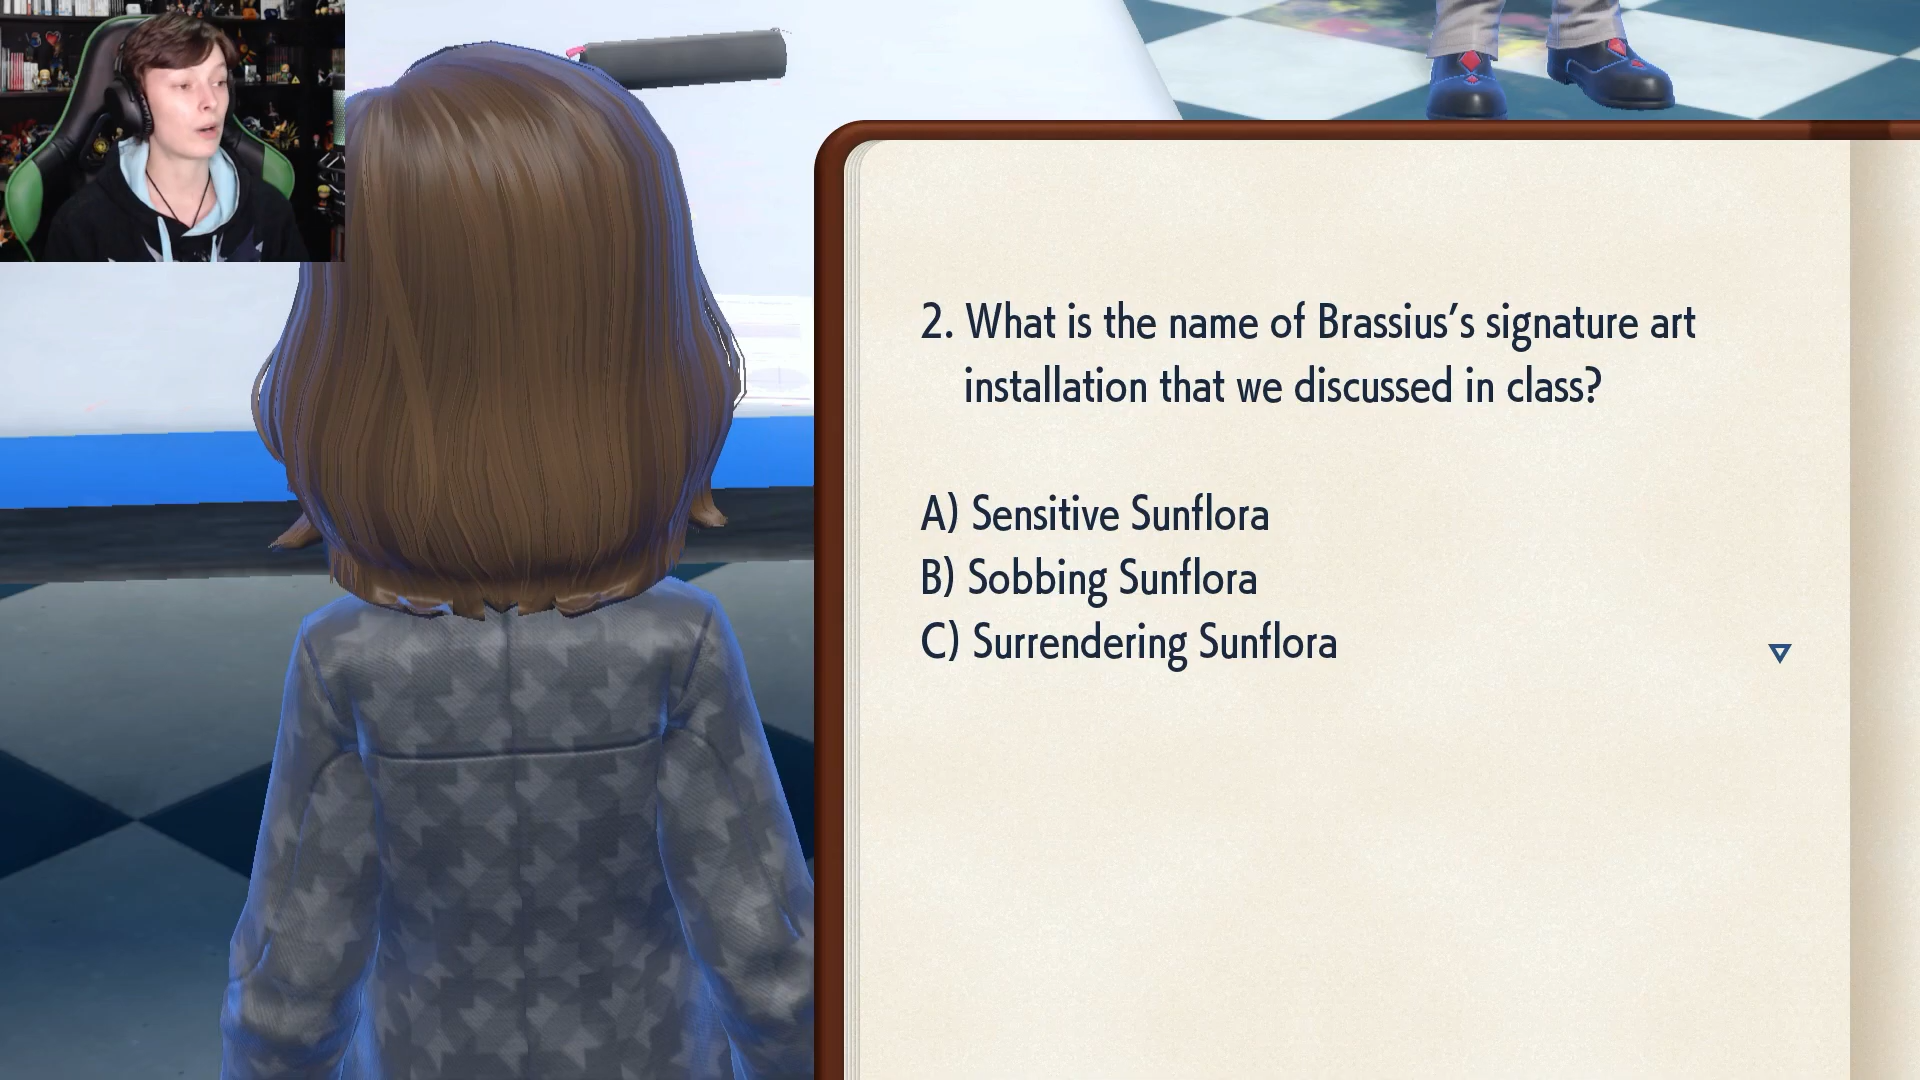 2. What is the name of Brassius's signature art
installation that we discussed in class?
A) Sensitive Sunflora
B) Sobbing Sunflora
C) Surrendering Sunflora